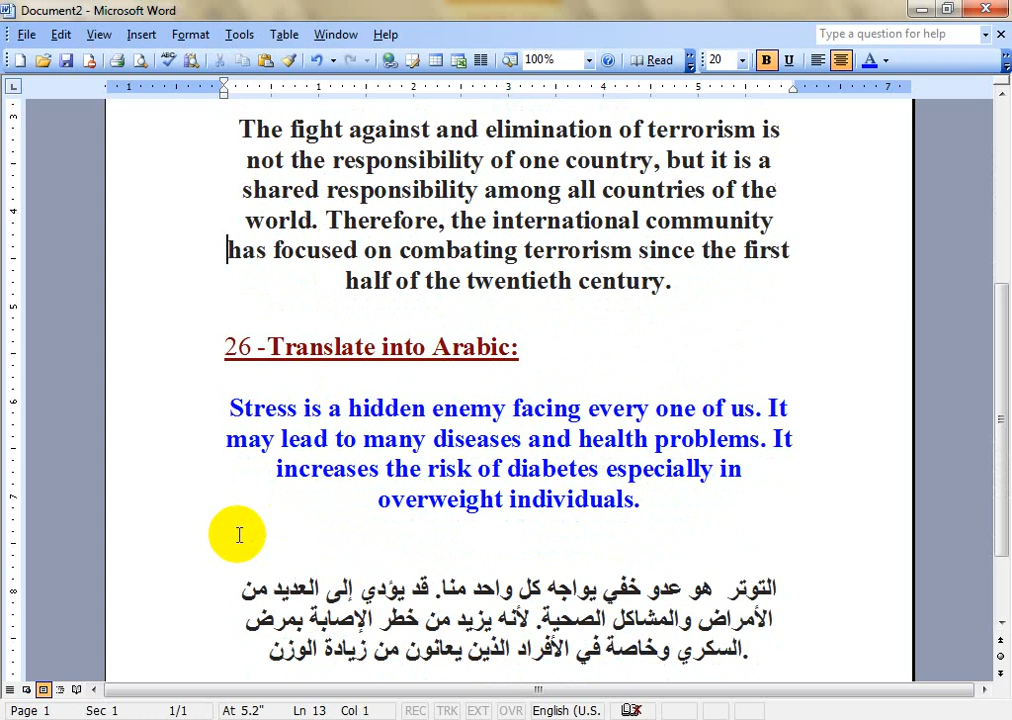 Document2 - Microsoft Word
File Edit View Insert Format Tools Table Window Help
Type a question for help
100% Read 20 B U A
1 1 2 3 4 5 7
The fight against and elimination of terrorism is
not the responsibility of one country, but it is a
shared responsibility among all countries of the
world. Therefore, the international community
has focused on combating terrorism since the first
half of the twentieth century.
26 -Translate into Arabic:
Stress is a hidden enemy facing every one of us. It
may lead to many diseases and health problems. It
increases the risk of diabetes especially in
overweight individuals.
التوتر هو عدو خفي يواجه كل واحد منا. قد يؤدي إلى العديد من
الأمراض والمشاكل الصحية. لأنه يزيد من خطر الإصابة بمرض
السكري وخاصة في الأفراد الذين يعانون من زيادة الوزن.
Page 1 Sec 1 1/1 At 5.2" Ln 13 Col 1 REC TRK EXT OVR English (U.S.